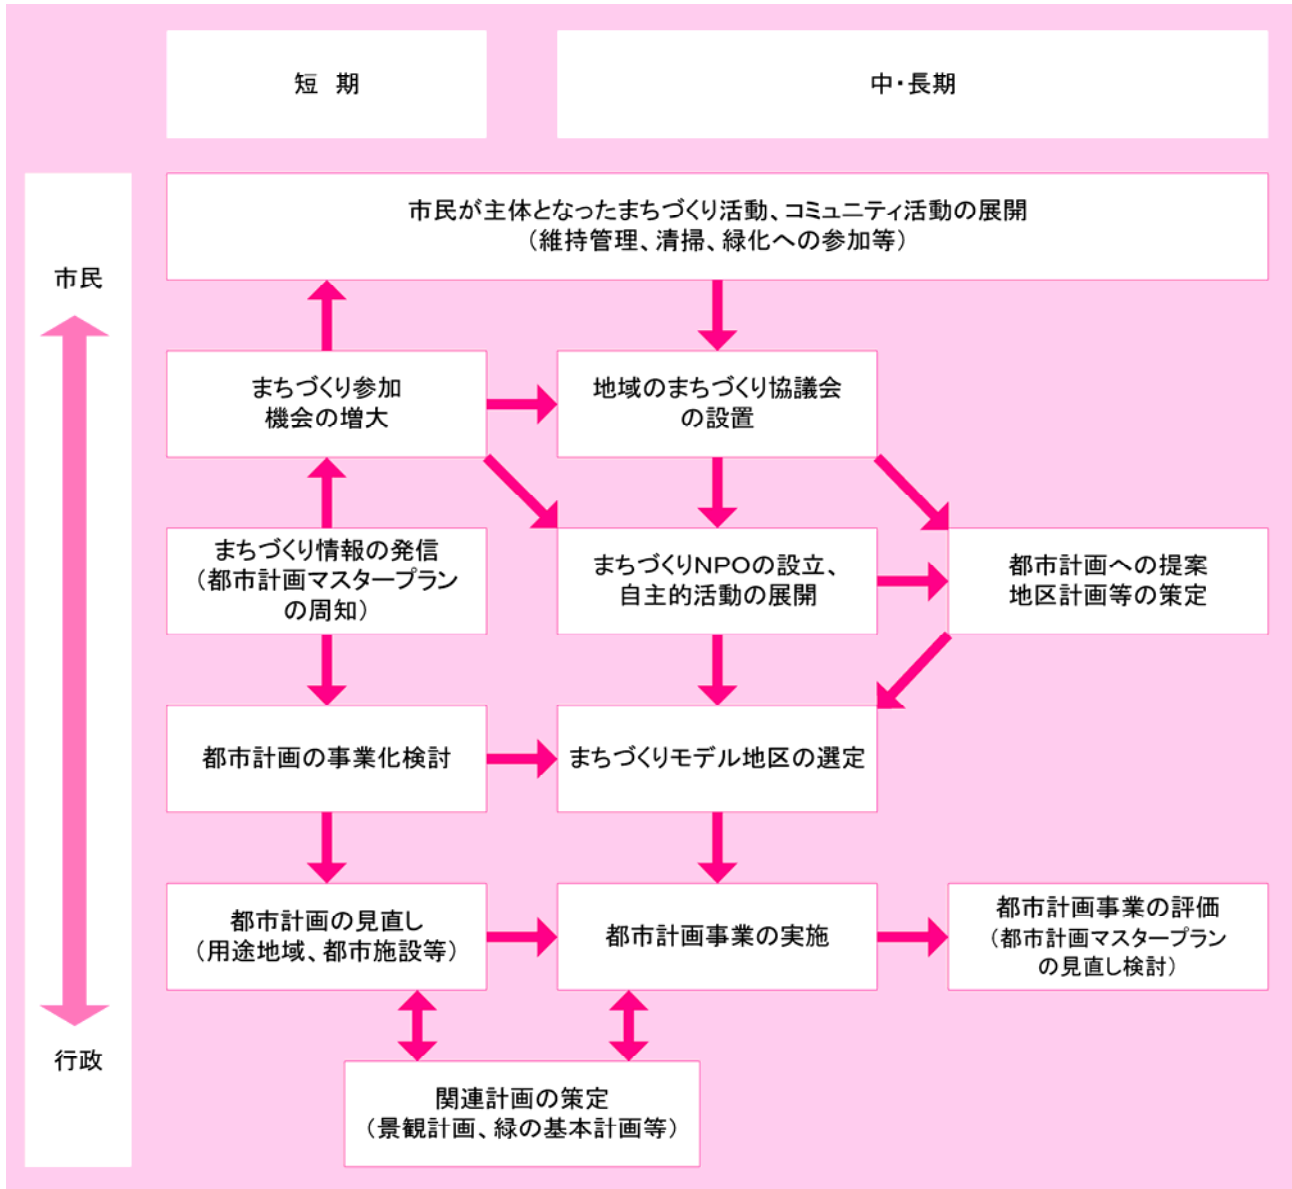 短　期
中・長期
市民
行政
市民が主体となったまちづくり活動、コミュニティ活動の展開
（維持管理、清掃、緑化への参加等）
まちづくり参加
機会の増大
地域のまちづくり協議会
の設置
まちづくり情報の発信
（都市計画マスタープラン
の周知）
まちづくりNPOの設立、
自主的活動の展開
都市計画への提案
地区計画等の策定
都市計画の事業化検討
まちづくりモデル地区の選定
都市計画の見直し
（用途地域、都市施設等）
都市計画事業の実施
都市計画事業の評価
（都市計画マスタープラン
の見直し検討）
関連計画の策定
（景観計画、緑の基本計画等）